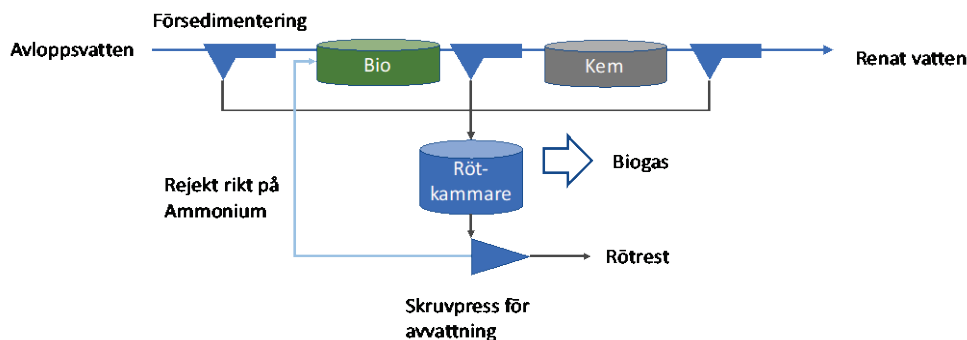 Försedimentering
Avloppsvatten
Bio
Kem
Renat vatten
Röt-
kammare
Biogas
Rejekt rikt på
Ammonium
Rötrest
Skruvpress för
avvattning